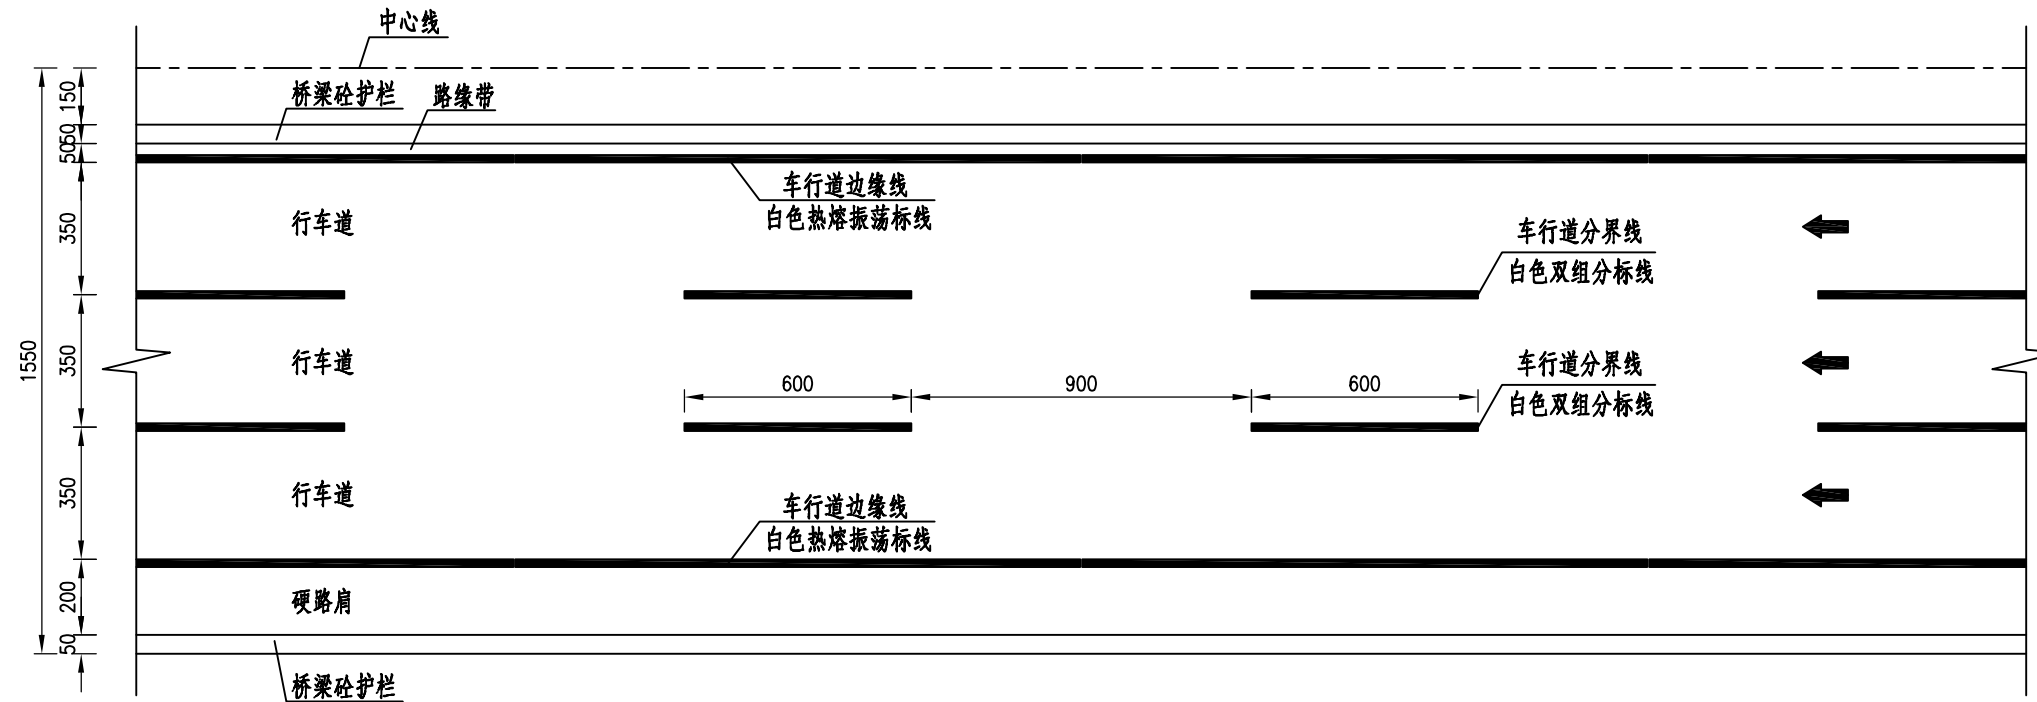 中心线
150
桥梁砼护栏
路缘带
50
50
车行道边缘线
白色热熔振荡标线
350
行车道
车行道分界线
白色双组分标线
1550
350
行车道
车行道分界线
白色双组分标线
600
900
600
350
行车道
车行道边缘线
白色热熔振荡标线
200
硬路肩
50
桥梁砼护栏